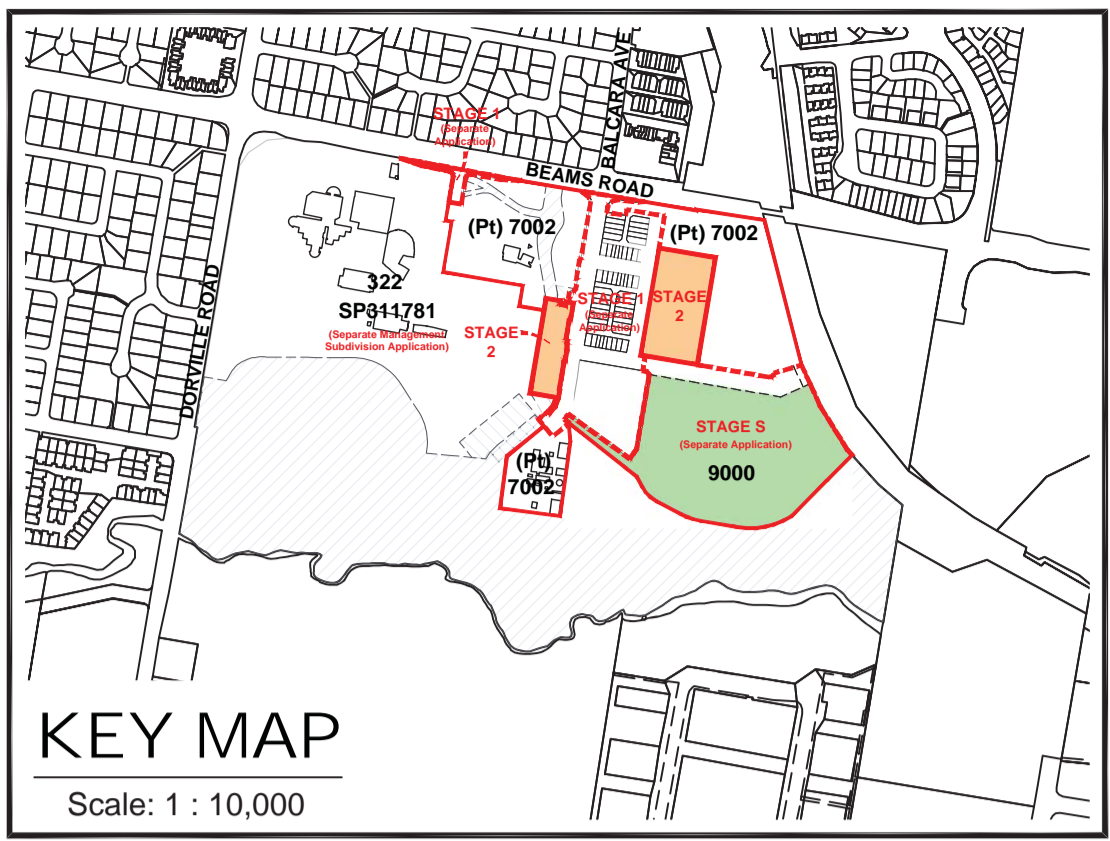 BALCARA AVE
STAGE 1
(Separate
Application)
BEAMS ROAD
(Pt) 7002
(Pt) 7002
DORVILLE ROAD
322
SP311781
(Separate Management
Subdivision Application)
STAGE
2
STAGE 1
(Separate
Application)
STAGE
2
STAGE S
(Separate Application)
9000
(Pt)
7002
KEY MAP
Scale: 1 : 10,000